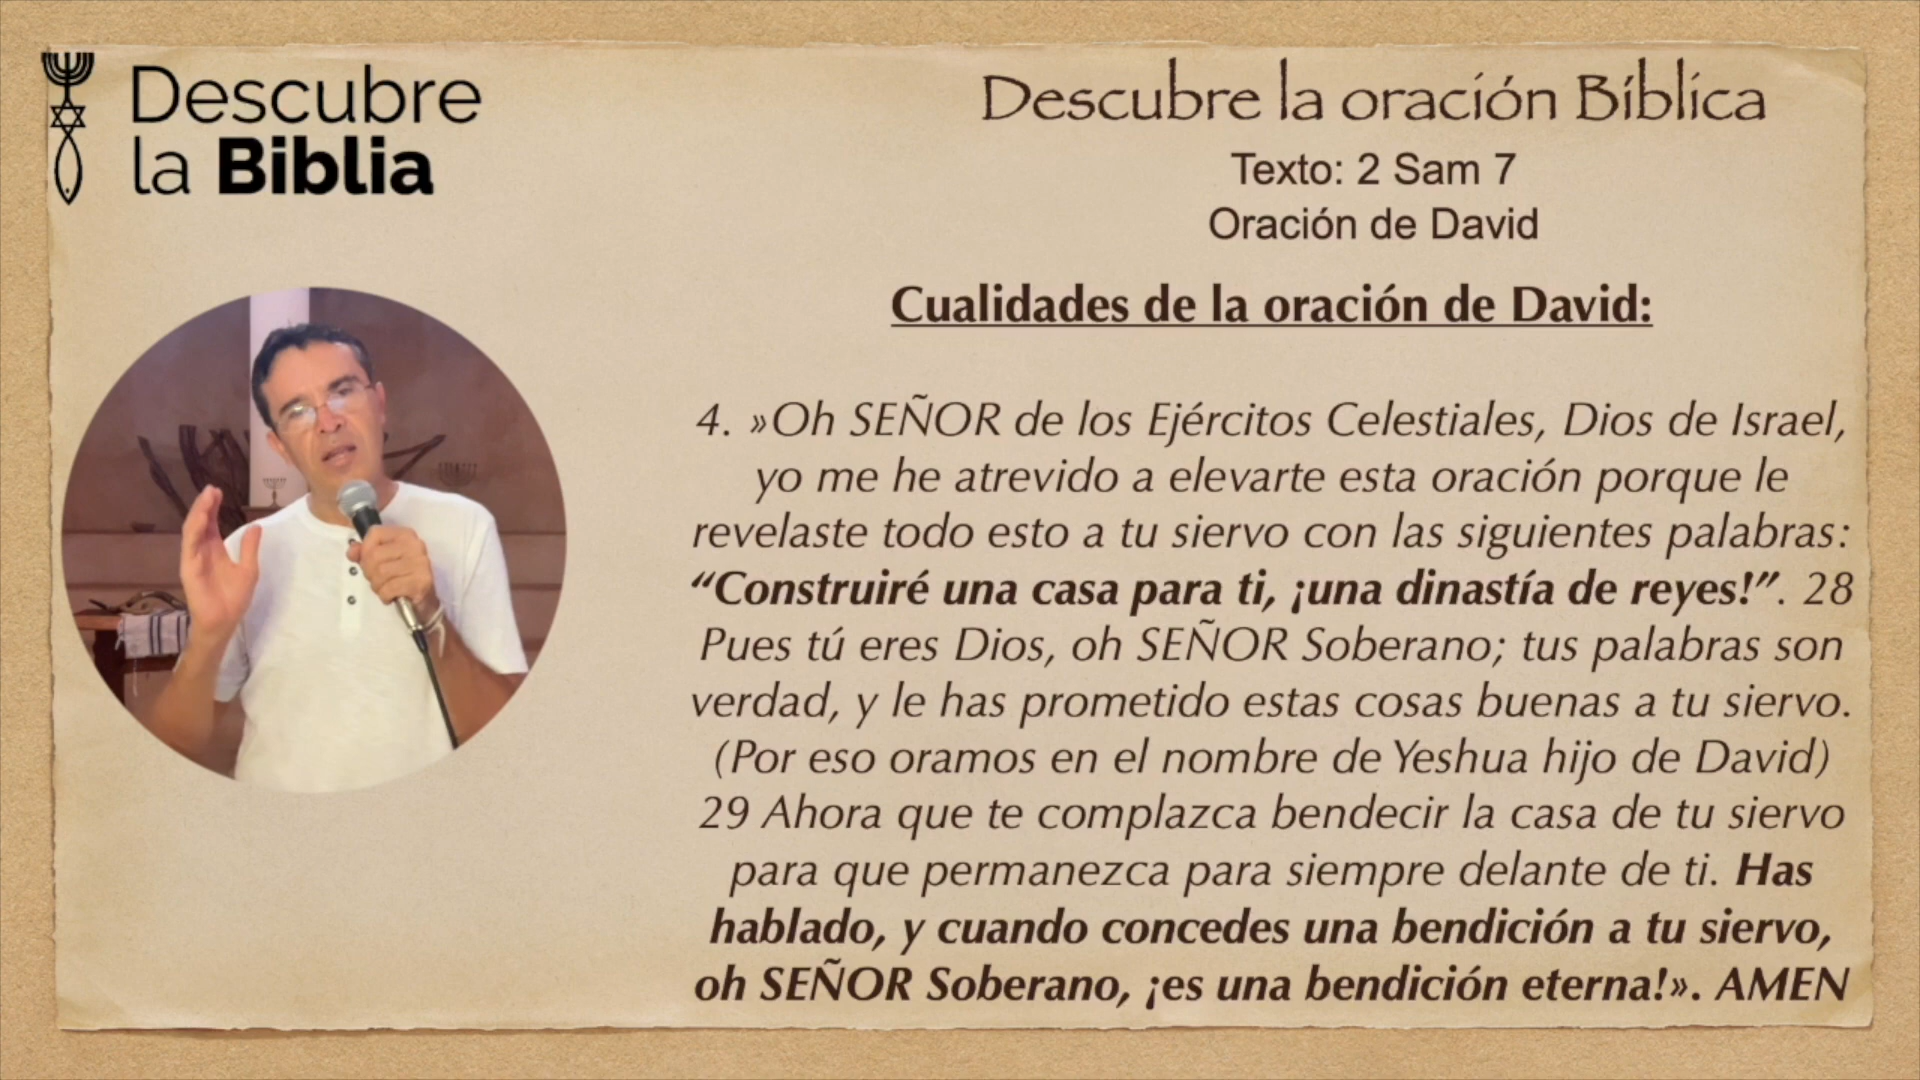 Descubre
la Biblia
Descubre la oración Bíblica
Texto: 2 Sam 7
Oración de David
Cualidades de la oración de David:
4. »Oh SEÑOR de los Ejércitos Celestiales, Dios de Israel,
yo me he atrevido a elevarte esta oración porque le
revelaste todo esto a tu siervo con las siguientes palabras:
“Construiré una casa para ti, ¡una dinastía de reyes!”. 28
Pues tú eres Dios, oh SEÑOR Soberano; tus palabras son
verdad, y le has prometido estas cosas buenas a tu siervo.
(Por eso oramos en el nombre de Yeshua hijo de David)
29 Ahora que te complazca bendecir la casa de tu siervo
para que permanezca para siempre delante de ti. Has
hablado, y cuando concedes una bendición a tu siervo,
oh SEÑOR Soberano, ¡es una bendición eterna!». AMEN